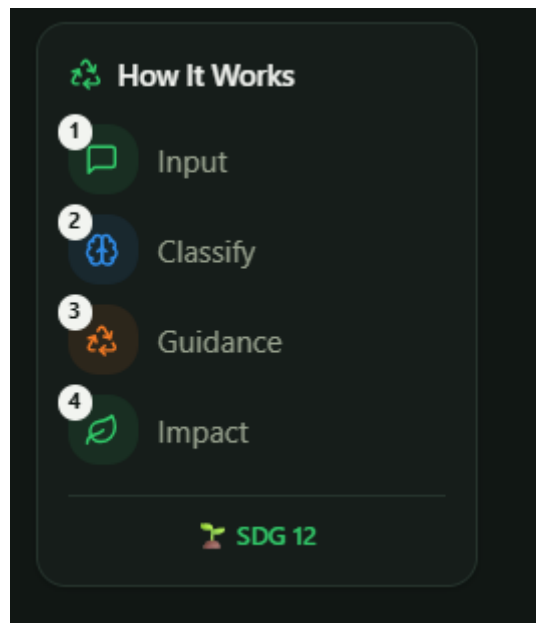 How It Works
1
Input
2
Classify
3
Guidance
4
Impact
🌱 SDG 12